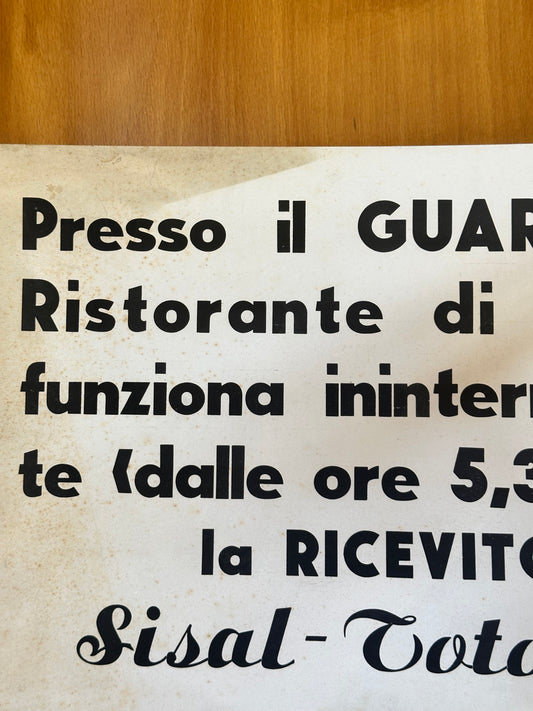 Presso il GUAR
Ristorante di
funziona ininter
te (dalle ore 5,3
la RICEVITO
Sisal-Toto